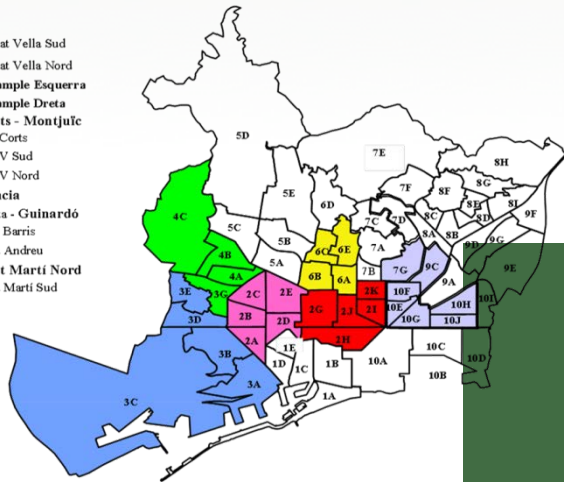 at Vella Sud
at Vella Nord
ample Esquerra
ample Dreta
ts - Montjuïc
Corts
V Sud
V Nord
cia
a - Guinardó
Barris
Andreu
t Martí Nord
Martí Sud
5D
7E
8H
5E
6D
7F
8F
8G
4C
7C
7D
8E
8I
5C
8C
8D
9F
5B
6C
6E
7A
8A
8B
9D
9G
4B
5A
7B
7G
9C
9E
4A
6B
6A
9A
3E
3G
2C
2E
2K
10F
10I
2G
2J
2I
10E
10H
3D
2B
2D
10G
10J
2A
1E
2H
3B
1D
1C
1B
10A
10C
10D
3A
10B
3C
1A